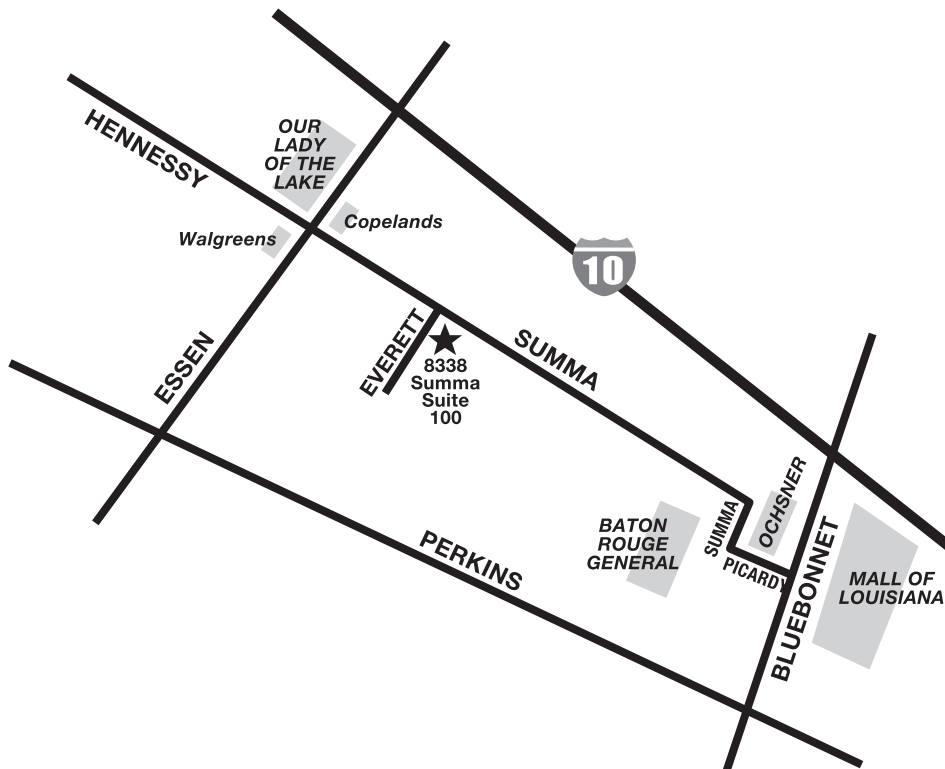 HENNESSY
OUR
LADY
OF THE
LAKE
Copelands
Walgreens
10
EVERETT
8338
Summa
Suite
100
SUMMA
ESSEN
PERKINS
BATON
ROUGE
GENERAL
SUMMA
OCHSNER
PICARDY
BLUEBONNET
MALL OF
LOUISIANA